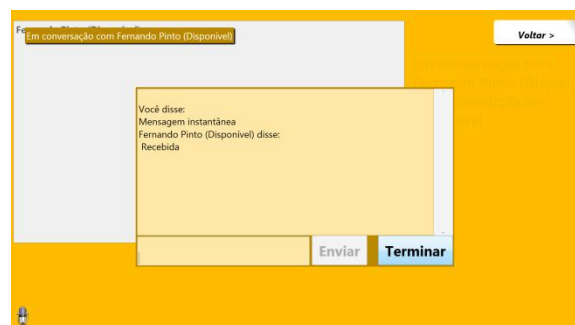 Em conversação com Fernando Pinto (Disponível)
Voltar >
Você disse:
Mensagem instantânea
Fernando Pinto (Disponível) disse:
Recebida
Enviar
Terminar